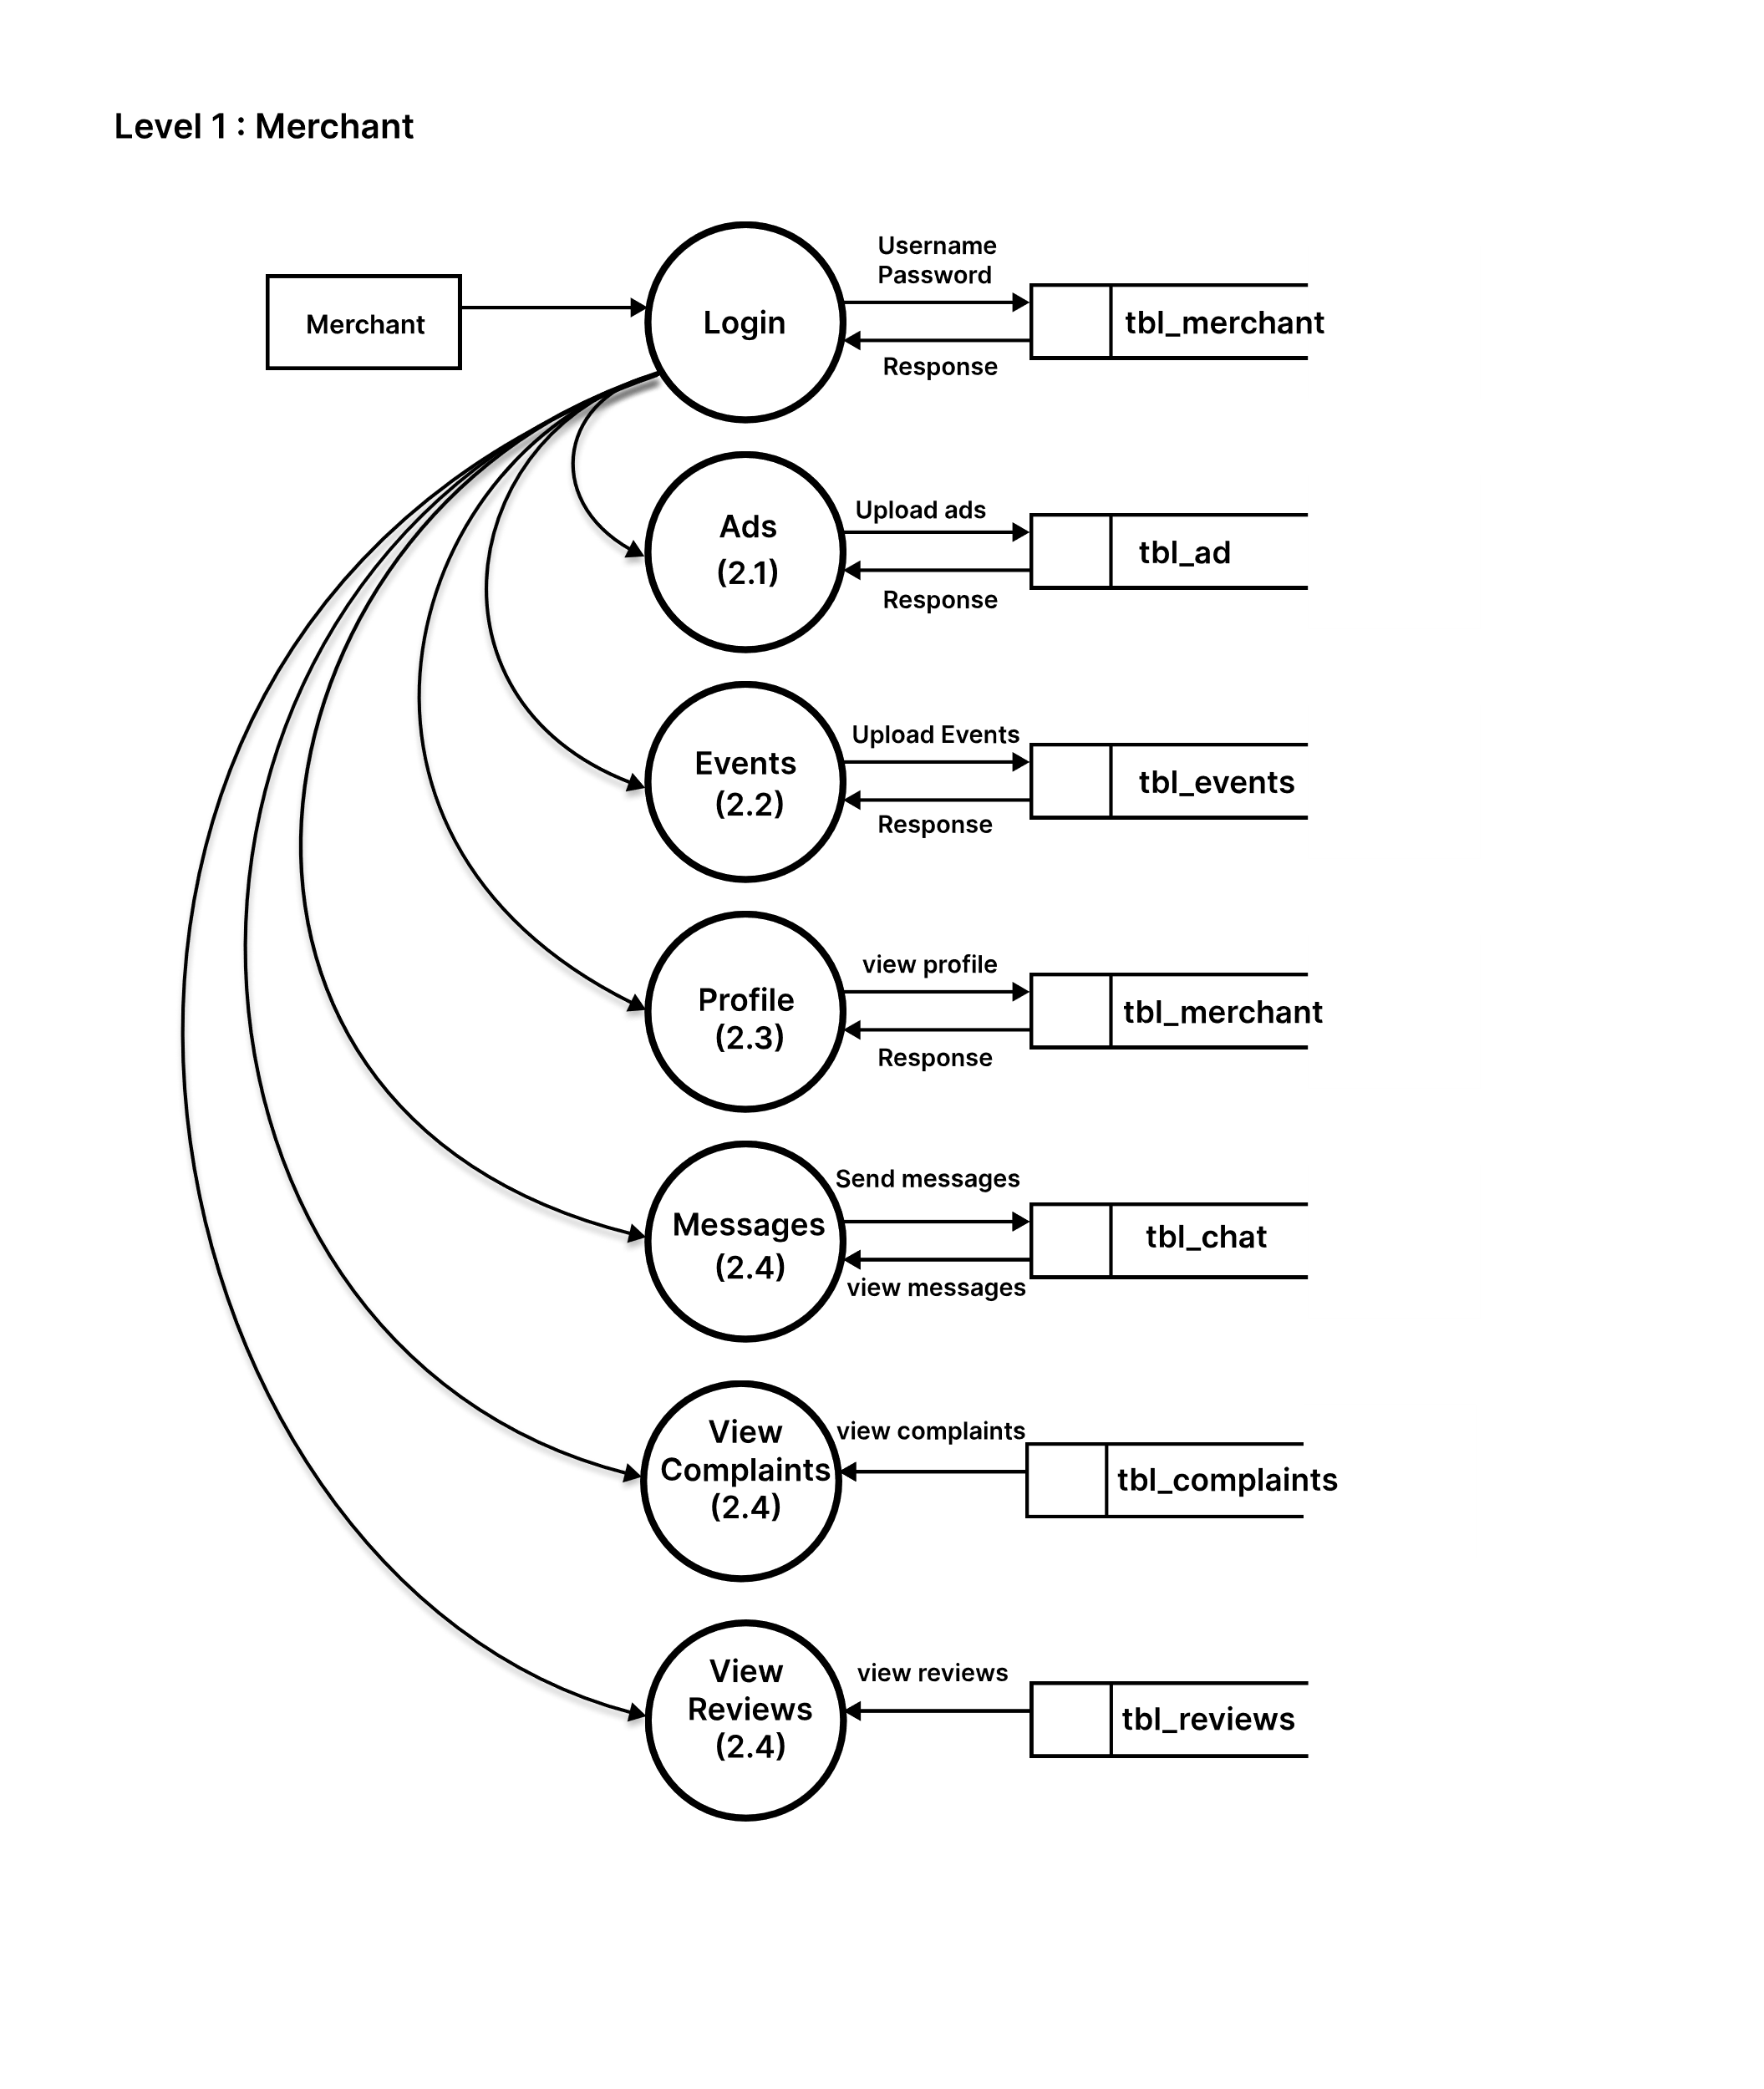 Level 1 : Merchant
Merchant
Login
Username
Password
Response
tbl_merchant
Ads
(2.1)
Upload ads
Response
tbl_ad
Events
(2.2)
Upload Events
Response
tbl_events
Profile
(2.3)
view profile
Response
tbl_merchant
Messages
(2.4)
Send messages
view messages
tbl_chat
View
Complaints
(2.4)
view complaints
tbl_complaints
View
Reviews
(2.4)
view reviews
tbl_reviews